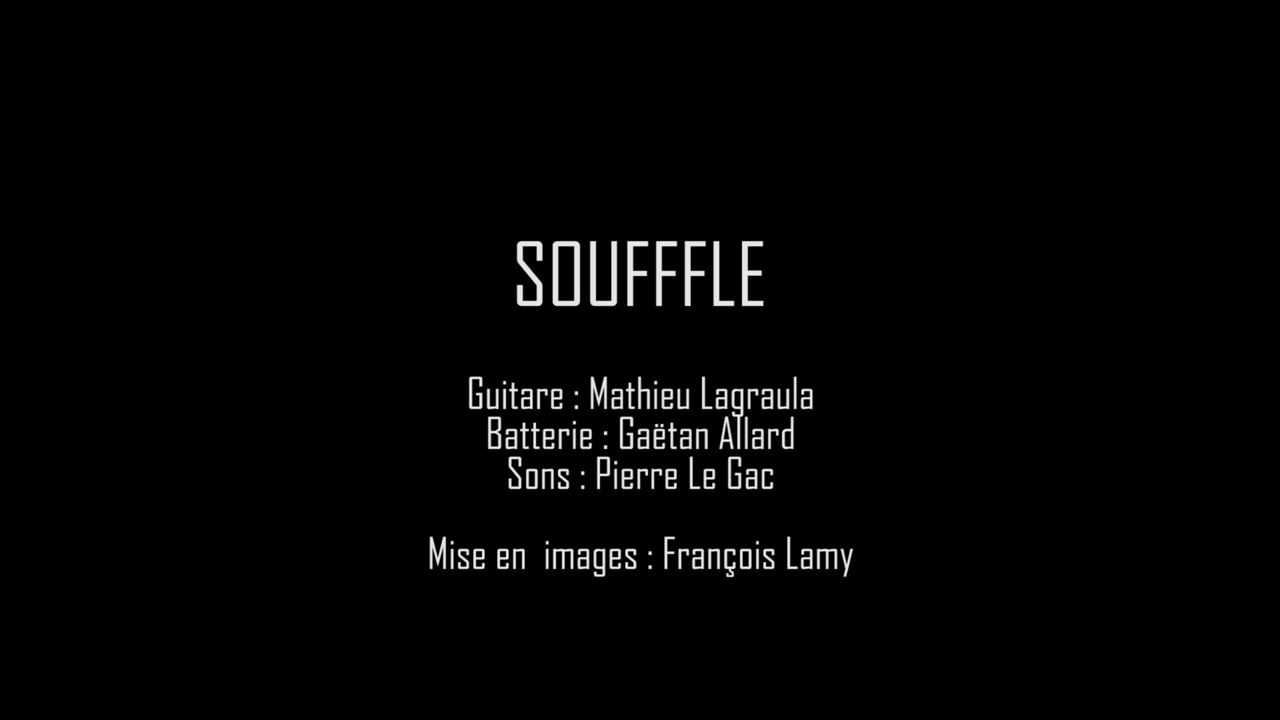 SOUFFFLE
Guitare : Mathieu Lagraula
Batterie : Gaëtan Allard
Sons : Pierre Le Gac
Mise en  images : François Lamy